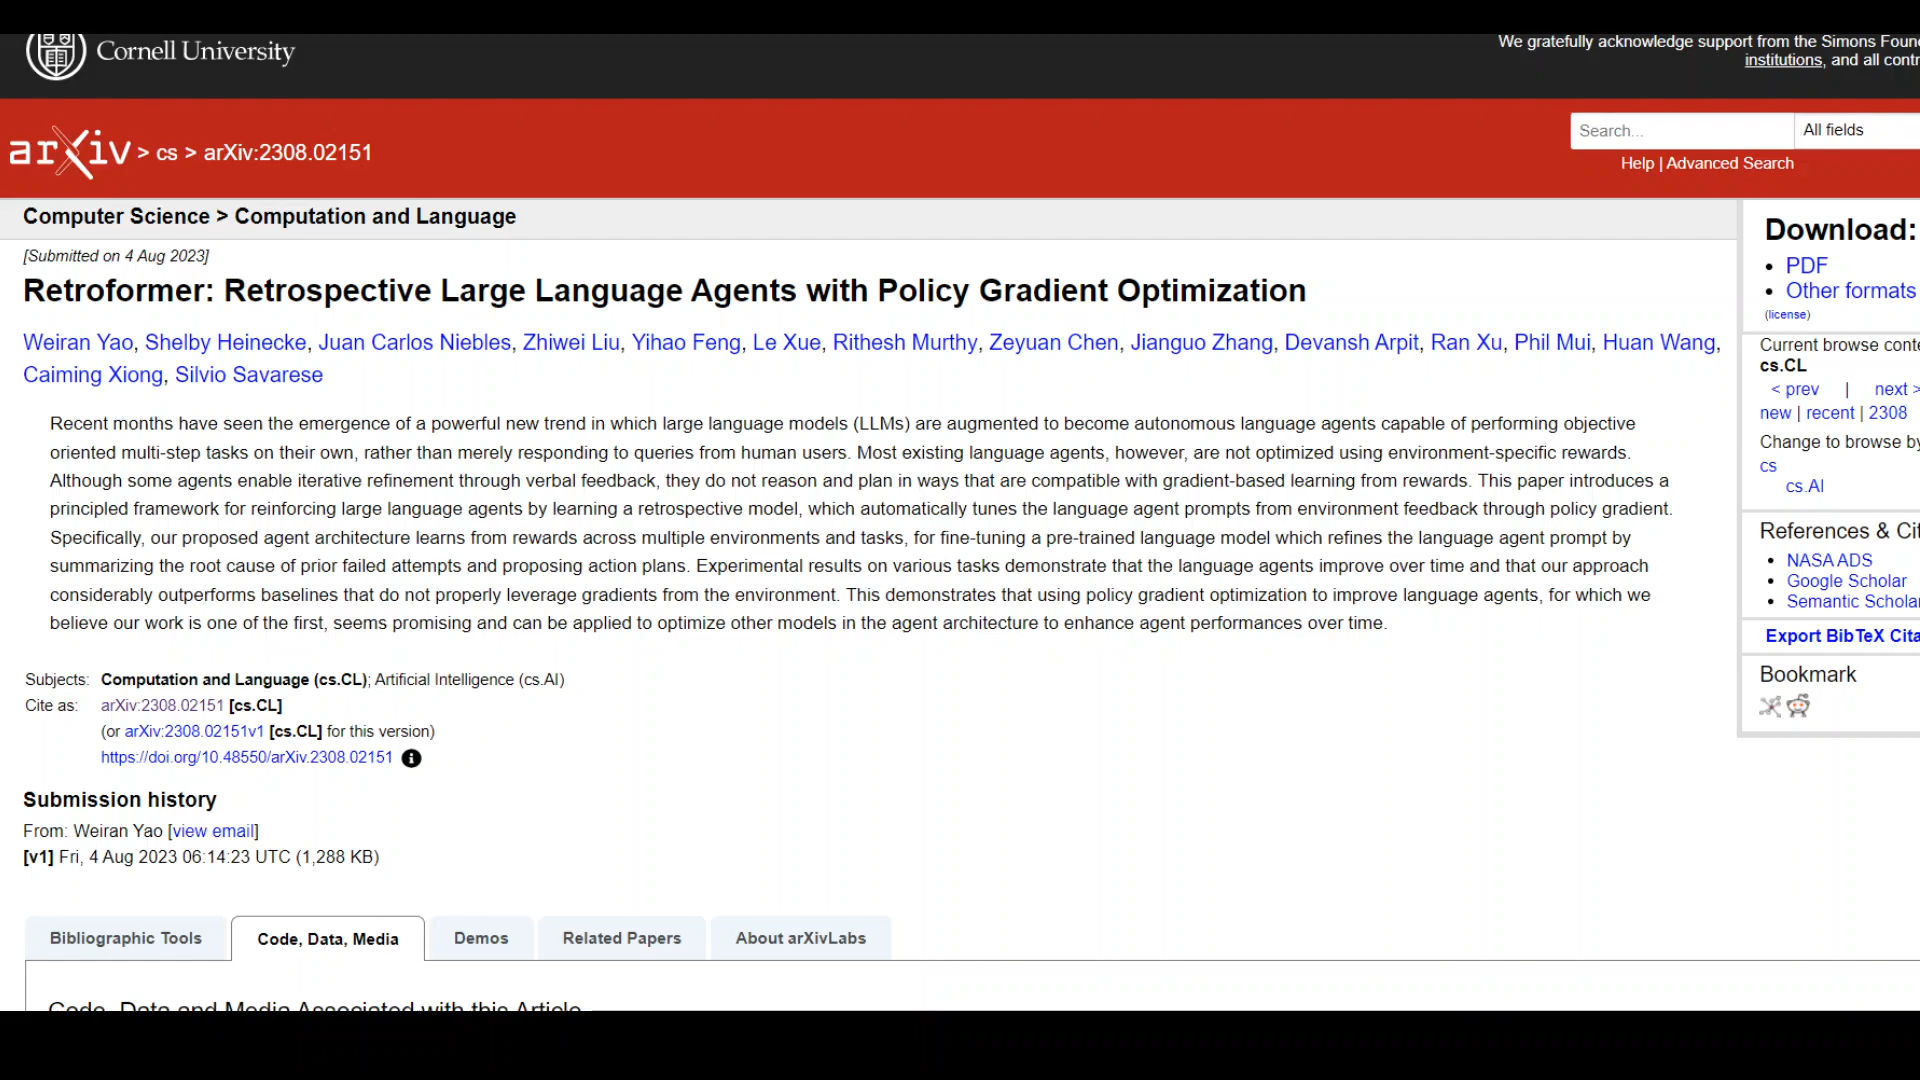 Cornell University
We gratefully acknowledge support from the Simons
institutions, and all
arXiv > cs > arXiv:2308.02151
Search...
All fields
Help | Advanced Search
Computer Science > Computation and Language
[Submitted on 4 Aug 2023]
Retroformer: Retrospective Large Language Agents with Policy Gradient Optimization
Weiran Yao, Shelby Heinecke, Juan Carlos Niebles, Zhiwei Liu, Yihao Feng, Le Xue, Rithesh Murthy, Zeyuan Chen, Jianguo Zhang, Devansh Arpit, Ran Xu, Phil Mui, Huan Wang,
Caiming Xiong, Silvio Savarese
Recent months have seen the emergence of a powerful new trend in which large language models (LLMs) are augmented to become autonomous language agents capable of performing objective
oriented multi-step tasks on their own, rather than merely responding to queries from human users. Most existing language agents, however, are not optimized using environment-specific rewards.
Although some agents enable iterative refinement through verbal feedback, they do not reason and plan in ways that are compatible with gradient-based learning from rewards. This paper introduces a
principled framework for reinforcing large language agents by learning a retrospective model, which automatically tunes the language agent prompts from environment feedback through policy gradient.
Specifically, our proposed agent architecture learns from rewards across multiple environments and tasks, for fine-tuning a pre-trained language model which refines the language agent prompt by
summarizing the root cause of prior failed attempts and proposing action plans. Experimental results on various tasks demonstrate that the language agents improve over time and that our approach
considerably outperforms baselines that do not properly leverage gradients from the environment. This demonstrates that using policy gradient optimization to improve language agents, for which we
believe our work is one of the first, seems promising and can be applied to optimize other models in the agent architecture to enhance agent performances over time.
Subjects: Computation and Language (cs.CL); Artificial Intelligence (cs.AI)
Cite as: arXiv:2308.02151 [cs.CL]
(or arXiv:2308.02151v1 [cs.CL] for this version)
https://doi.org/10.48550/arXiv.2308.02151
Submission history
From: Weiran Yao [view email]
[v1] Fri, 4 Aug 2023 06:14:23 UTC (1,288 KB)
Bibliographic Tools
Code, Data, Media
Demos
Related Papers
About arXivLabs
Code, Data and Media Associated with this Article
Download:
PDF
Other formats
(license)
Current browse
cs.CL
< prev | next >
new | recent | 2308
Change to browse by
cs
cs.AI
References &
NASA ADS
Google Scholar
Semantic Scholar
Export BibTeX
Bookmark